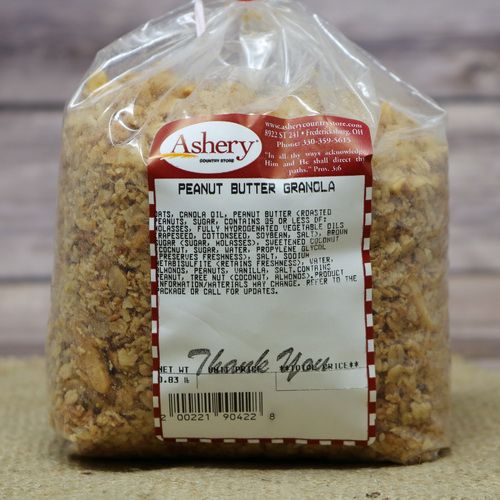 Ashery
COUNTRY STORE
www.asherycountrystore.com
8922 ST 241 • Fredericksburg, OH
Phone: 330-359-5615
"In all thy ways acknowledge
Him and He shall direct thy
paths." Prov. 3:6
PEANUT BUTTER GRANOLA
OATS, CANOLA OIL, PEANUT BUTTER (ROASTED
PEANUTS, SUGAR, CONTAINS 3% OR LESS OF:
MOLASSES, FULLY HYDROGENATED VEGETABLE OILS
(RAPESEED, COTTONSEED, SOYBEAN, SALT), BROWN
SUGAR (SUGAR, MOLASSES), SWEETENED COCONUT
(COCONUT, SUGAR, WATER, PROPYLENE GLYCOL
(PRESERVES FRESHNESS), SALT, SODIUM
METABISULFITE (RETAINS FRESHNESS), WATER,
ALMONDS, PEANUTS, VANILLA, SALT.CONTAINS
PEANUT, TREE NUT (COCONUT, ALMONDS).PRODUCT
INFORMATION/MATERIALS MAY CHANGE. REFER TO THE
PACKAGE OR CALL FOR UPDATES.
Thank You
NET WT UNIT PRICE **TOTAL PRICE**
0.83 lb
2 00221 90422 8